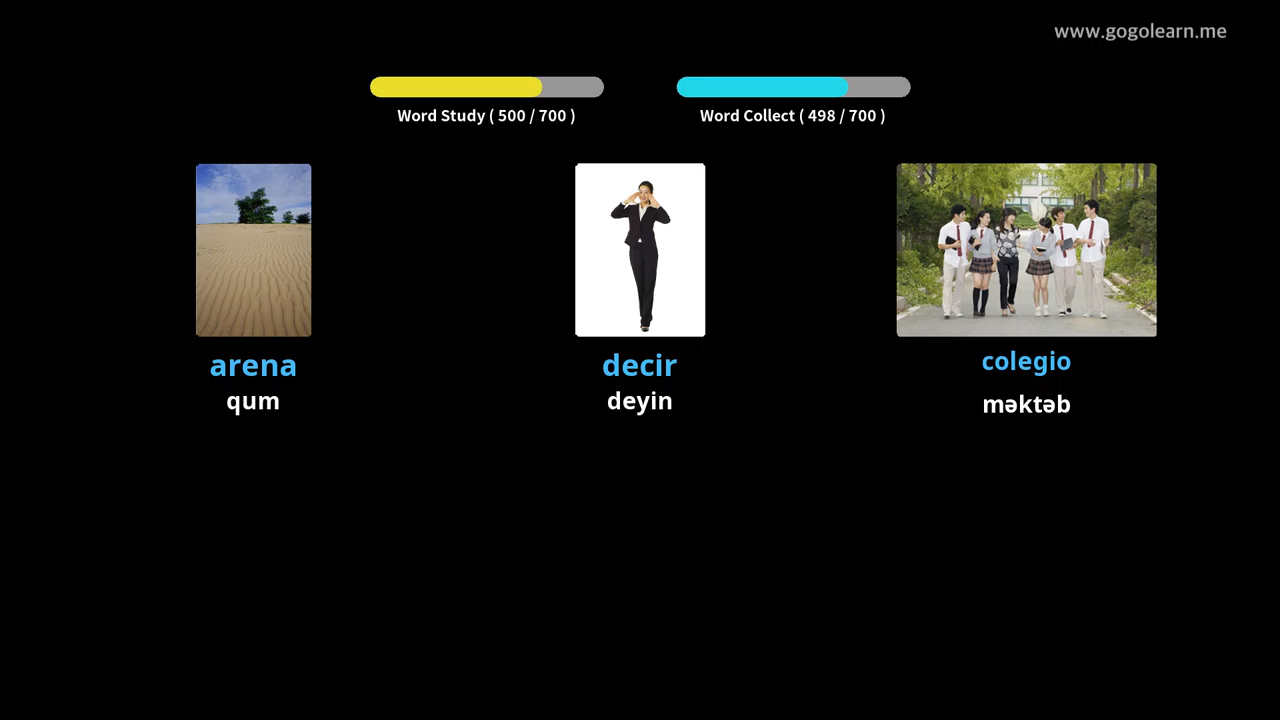 www.gogolearn.me
Word Study ( 500 / 700 )
Word Collect ( 498 / 700 )
arena
qum
decir
deyin
colegio
məktəb